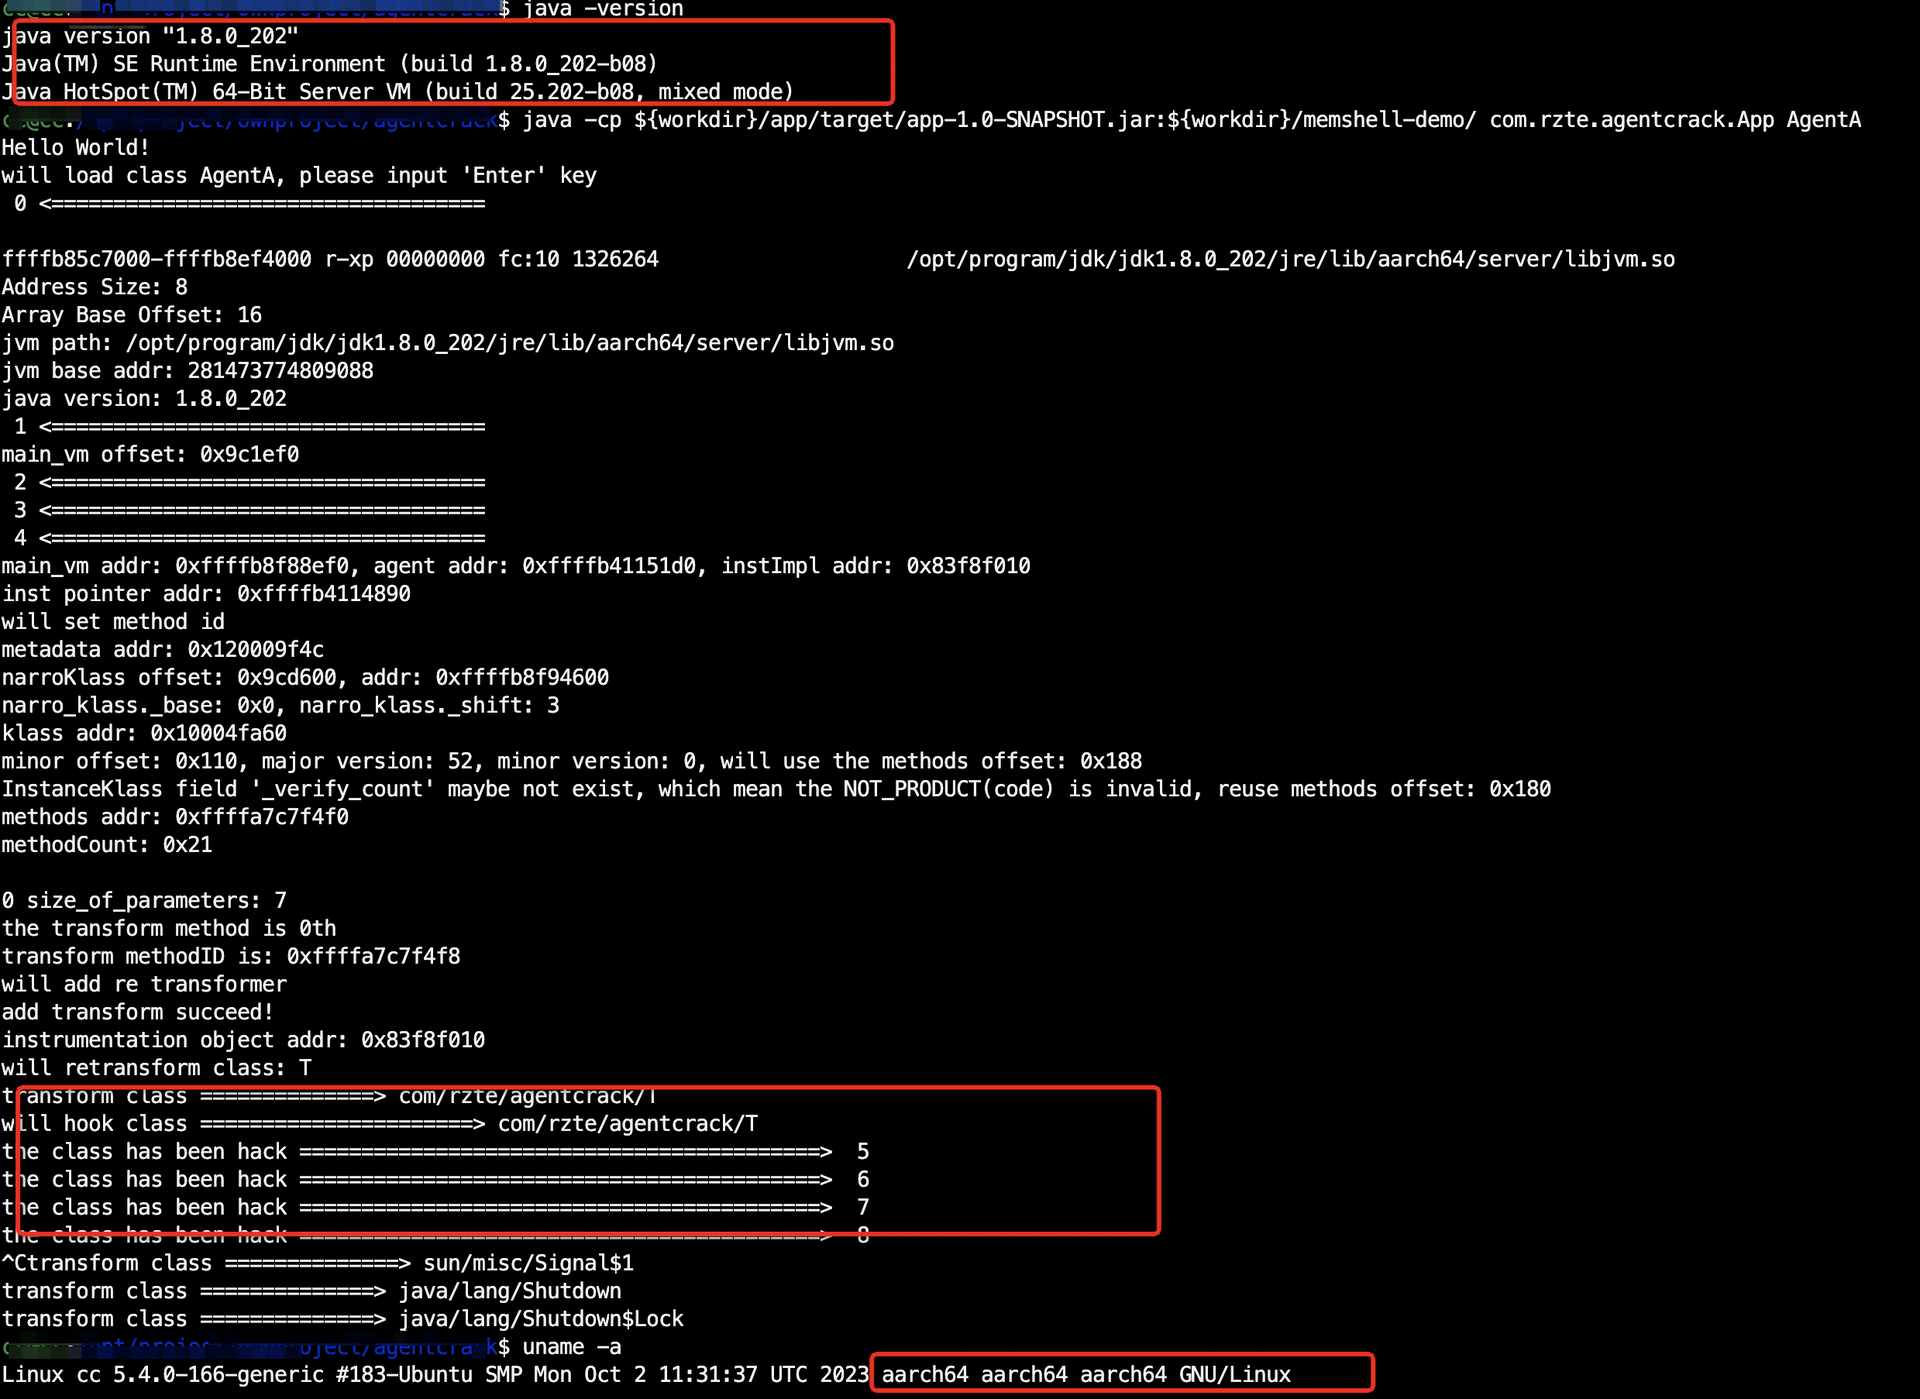 $ java -version
java version "1.8.0_202"
Java(TM) SE Runtime Environment (build 1.8.0_202-b08)
Java HotSpot(TM) 64-Bit Server VM (build 25.202-b08, mixed mode)
ject/ownproject/agentcrack$ java -cp ${workdir}/app/target/app-1.0-SNAPSHOT.jar:${workdir}/memshell-demo/ com.rzte.agentcrack.App AgentA
Hello World!
will load class AgentA, please input 'Enter' key
 0 <===================================
ffffb85c7000-ffffb8ef4000 r-xp 00000000 fc:10 1326264                    /opt/program/jdk/jdk1.8.0_202/jre/lib/aarch64/server/libjvm.so
Address Size: 8
Array Base Offset: 16
jvm path: /opt/program/jdk/jdk1.8.0_202/jre/lib/aarch64/server/libjvm.so
jvm base addr: 281473774809088
java version: 1.8.0_202
 1 <===================================
main_vm offset: 0x9c1ef0
 2 <===================================
 3 <===================================
 4 <===================================
main_vm addr: 0xffffb8f88ef0, agent addr: 0xffffb41151d0, instImpl addr: 0x83f8f010
inst pointer addr: 0xffffb4114890
will set method id
metadata addr: 0x120009f4c
narroKlass offset: 0x9cd600, addr: 0xffffb8f94600
narro_klass._base: 0x0, narro_klass._shift: 3
klass addr: 0x10004fa60
minor offset: 0x110, major version: 52, minor version: 0, will use the methods offset: 0x188
InstanceKlass field '_verify_count' maybe not exist, which mean the NOT_PRODUCT(code) is invalid, reuse methods offset: 0x180
methods addr: 0xffffa7c7f4f0
methodCount: 0x21
0 size_of_parameters: 7
the transform method is 0th
transform methodID is: 0xffffa7c7f4f8
will add re transformer
add transform succeed!
instrumentation object addr: 0x83f8f010
will retransform class: T
transform class ==============> com/rzte/agentcrack/T
will hook class ======================> com/rzte/agentcrack/T
the class has been hack ==========================================>  5
the class has been hack ==========================================>  6
the class has been hack ==========================================>  7
the class has been hack ==========================================>  8
^Ctransform class ==============> sun/misc/Signal$1
transform class ==============> java/lang/Shutdown
transform class ==============> java/lang/Shutdown$Lock
$ uname -a
Linux cc 5.4.0-166-generic #183-Ubuntu SMP Mon Oct 2 11:31:37 UTC 2023 aarch64 aarch64 aarch64 GNU/Linux